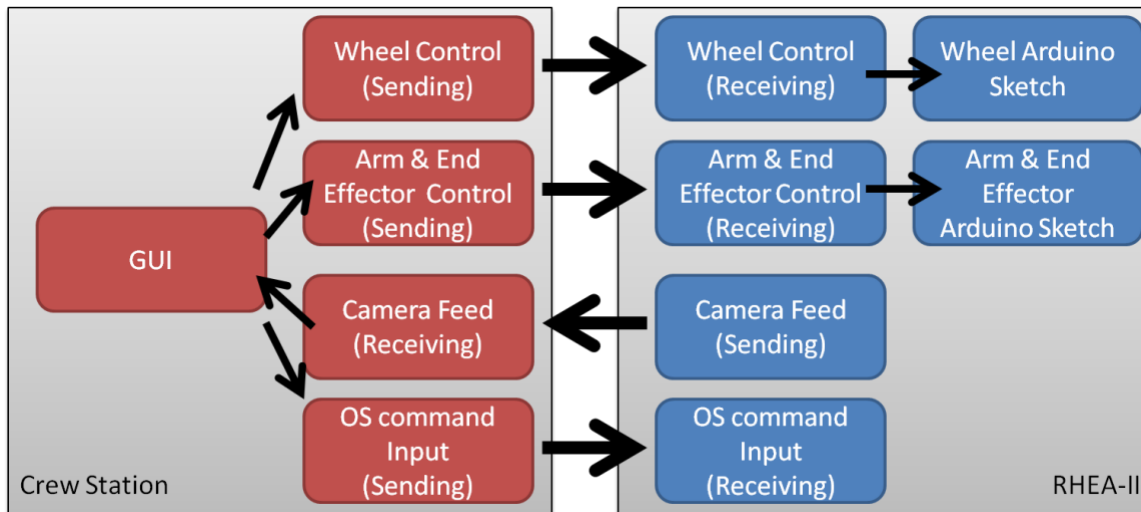 Wheel Control
(Sending)
Wheel Control
(Receiving)
Wheel Arduino
Sketch
Arm & End
Effector Control
(Sending)
Arm & End
Effector Control
(Receiving)
Arm & End
Effector
Arduino Sketch
GUI
Camera Feed
(Receiving)
Camera Feed
(Sending)
OS command
Input
(Sending)
OS command
Input
(Receiving)
Crew Station
RHEA-II